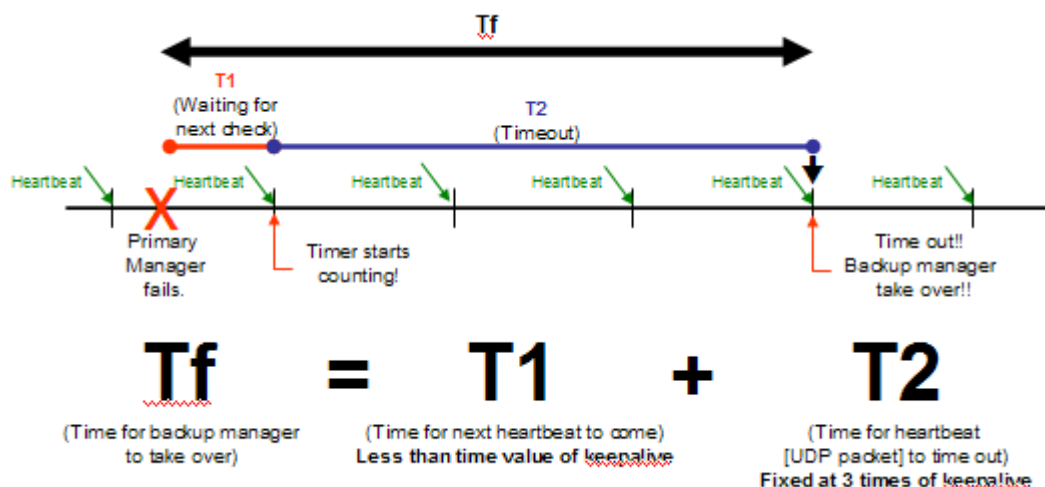 Tf
T1
(Waiting for
next check)
T2
(Timeout)
Heartbeat
Heartbeat
Heartbeat
Heartbeat
Heartbeat
Heartbeat
X
Primary
Manager
fails.
Timer starts
counting!
Time out!!
Backup manager
take over!!
Tf = T1 + T2
(Time for backup manager
to take over)
(Time for next heartbeat to come)
Less than time value of keepalive
(Time for heartbeat
[UDP packet] to time out)
Fixed at 3 times of keepalive